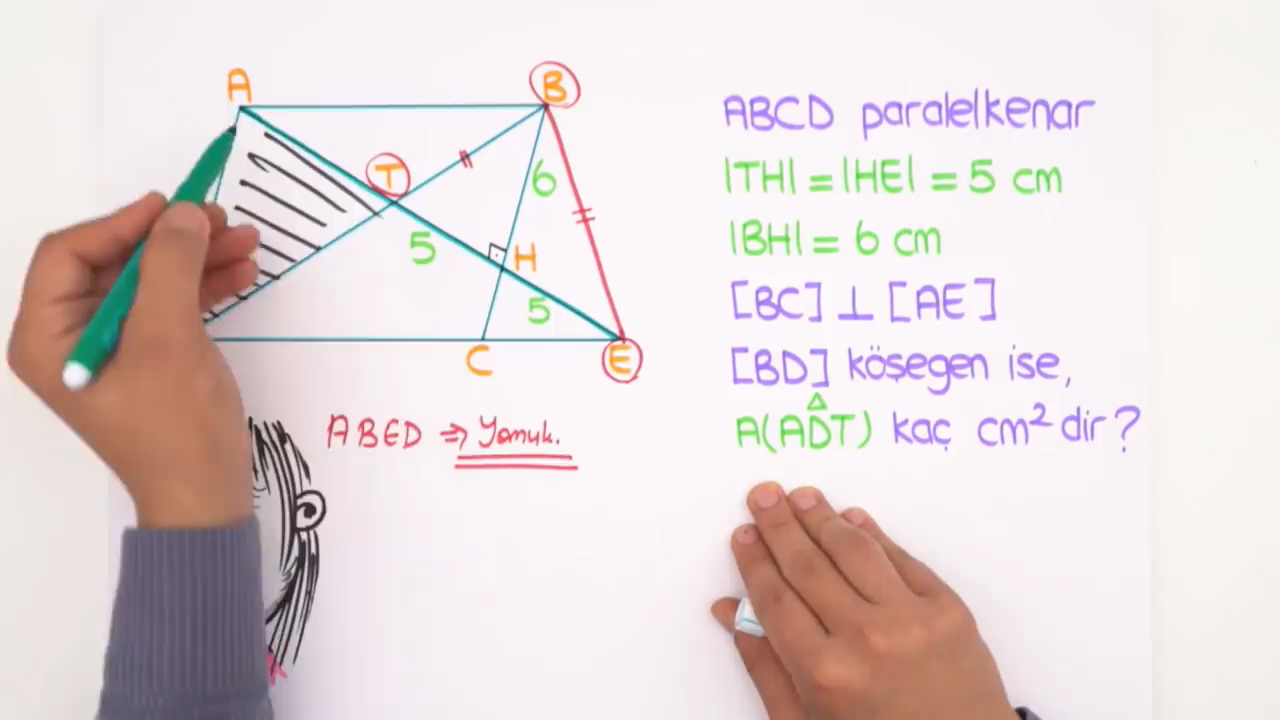 A
B
T
6
5
H
5
C
E
ABED ⇒ Yamuk.
ABCD paralelkenar
|TH| = |HE| = 5 cm
|BH| = 6 cm
[BC] ⊥ [AE]
[BD] köşegen ise,
A(ADT) kaç cm² dir?